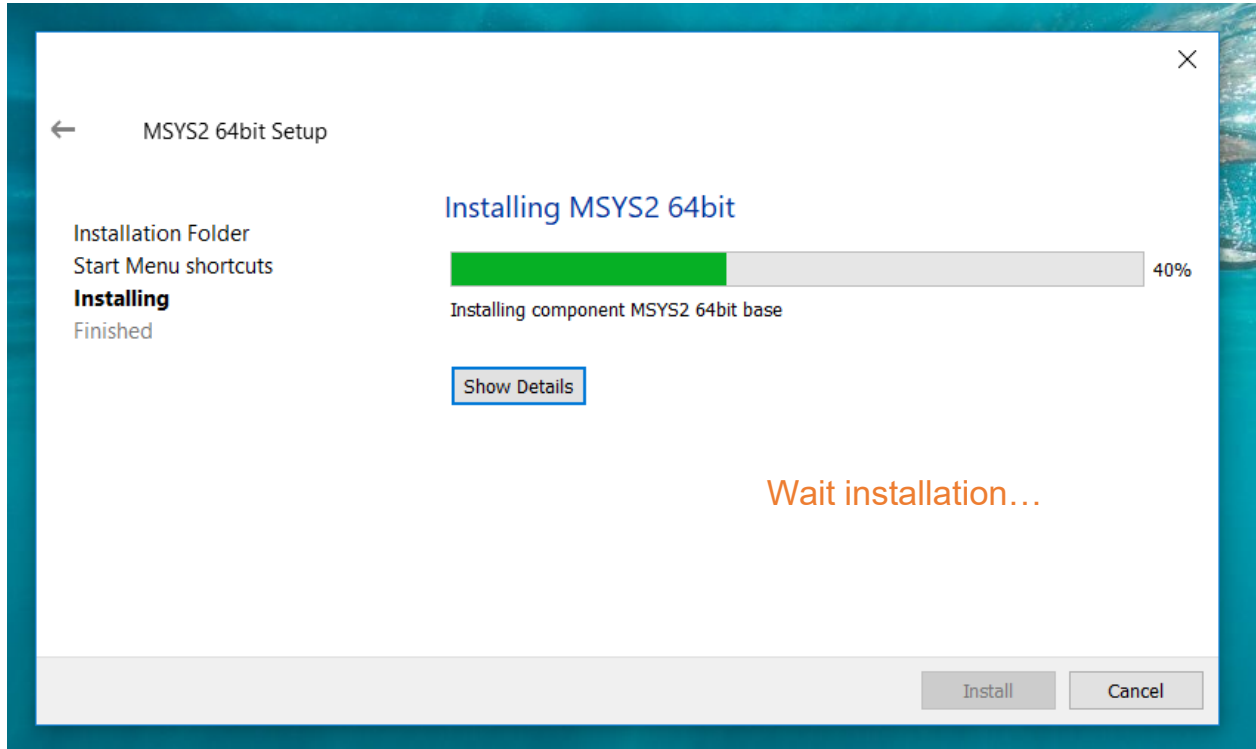 MSYS2 64bit Setup
Installation Folder
Start Menu shortcuts
Installing
Finished
Installing MSYS2 64bit
40%
Installing component MSYS2 64bit base
Show Details
Wait installation…
Install
Cancel